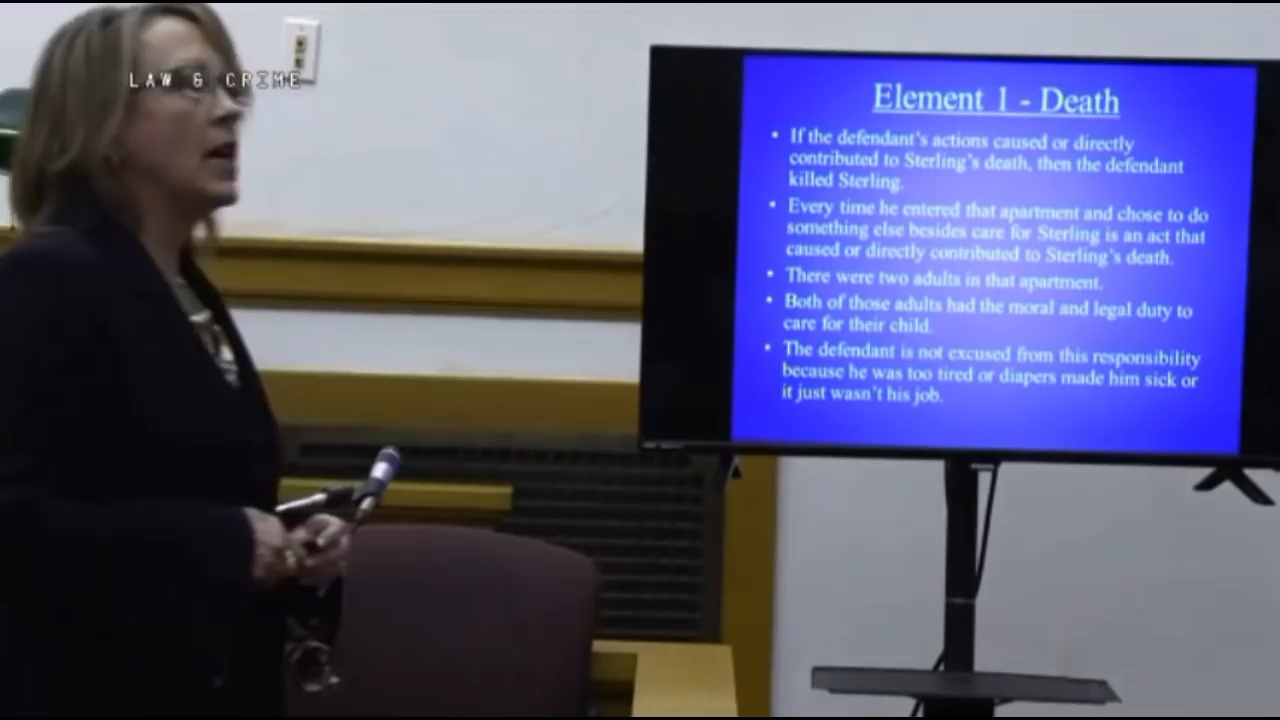 LAW & CRIME
Element 1 - Death
• If the defendant's actions caused or directly
contributed to Sterling's death, then the defendant
killed Sterling.
• Every time he entered that apartment and chose to do
something else besides care for Sterling is an act that
caused or directly contributed to Sterling's death.
• There were two adults in that apartment.
• Both of those adults had the moral and legal duty to
care for their child.
• The defendant is not excused from this responsibility
because he was too tired or diapers made him sick or
it just wasn't his job.